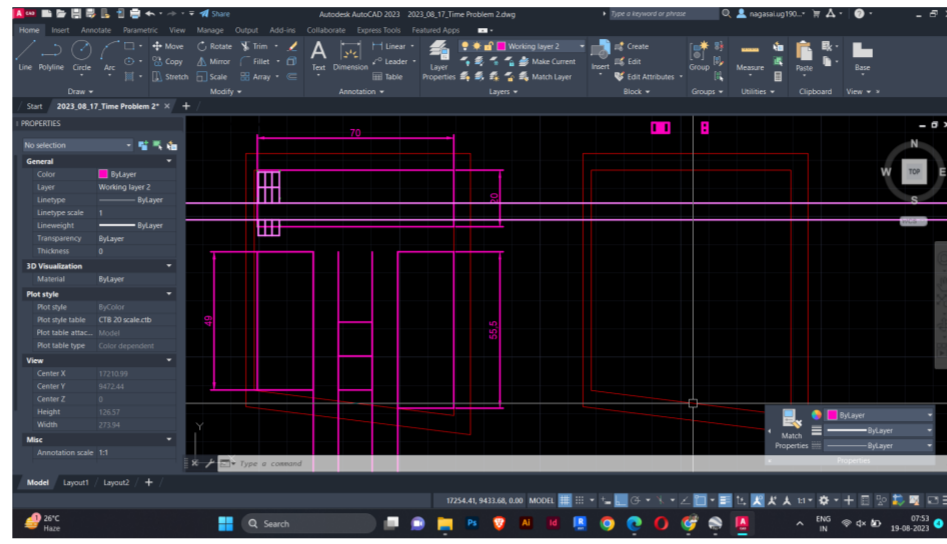 A CAD
Share
Autodesk AutoCAD 2023 2023_08_17_Time Problem 2.dwg
Type a keyword or phrase
nagasai.ug190...
Home Insert Annotate Parametric View Manage Output Add-ins Collaborate Express Tools Featured Apps
Line Polyline Circle Arc
Move Rotate Trim
Copy Mirror Fillet
Stretch Scale Array
Text Dimension
Linear
Leader
Table
Layer Properties
Working layer 2
Make Current
Match Layer
Insert
Create
Edit
Edit Attributes
Group
Measure
Paste
Base
Draw Modify Annotation Layers Block Groups Utilities Clipboard View
Start 2023_08_17_Time Problem 2*
PROPERTIES
No selection
General
Color ByLayer
Layer Working layer 2
Linetype ByLayer
Linetype scale 1
Lineweight ByLayer
Transparency ByLayer
Thickness 0
3D Visualization
Material ByLayer
Plot style
Plot style ByColor
Plot style table CTB 20 scale.ctb
Plot table attac... Model
Plot table type Color dependent
View
Center X 17210.99
Center Y 9472.44
Center Z 0
Height 126.57
Width 273.94
Misc
Annotation scale 1:1
70
20
49
55.5
Y
N
W TOP E
S
WCS
Match Properties
ByLayer
ByLayer
ByLayer
Properties
Type a command
Model Layout1 Layout2
17254.41, 9433.68, 0.00 MODEL
1:1
26°C
Haze
Search
Ps
Ai
Id
ENG
IN
07:53
19-08-2023